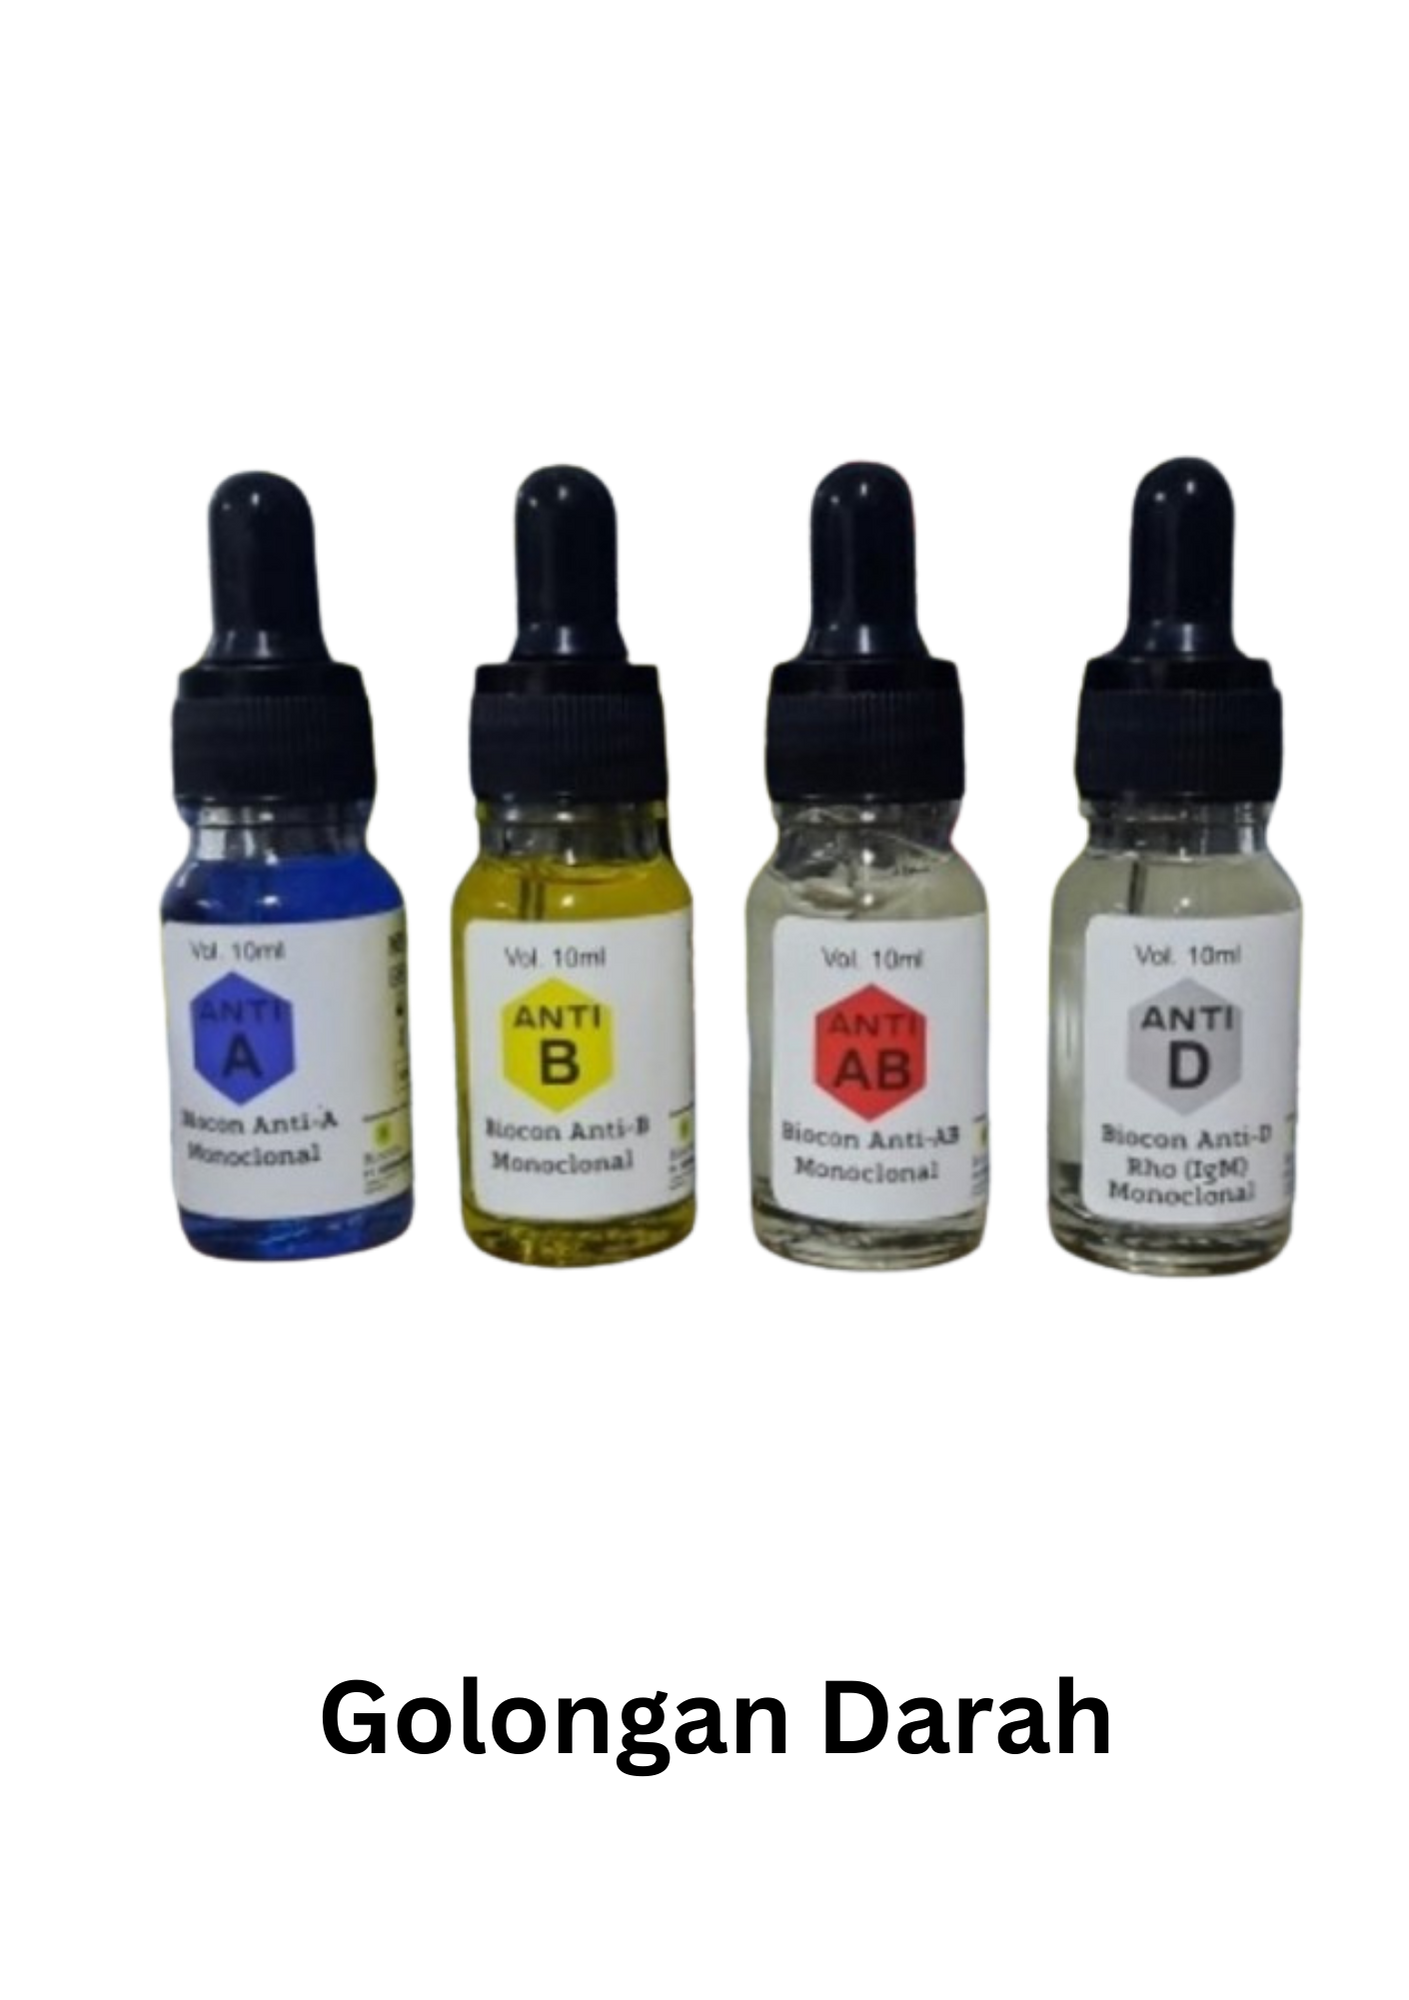 Vol. 10ml
ANTI
A
Biocon Anti-A
Monoclonal
Vol. 10ml
ANTI
B
Biocon Anti-B
Monoclonal
Vol. 10ml
ANTI
AB
Biocon Anti-AB
Monoclonal
Vol. 10ml
ANTI
D
Biocon Anti-D
Rho (IgM)
Monoclonal
Golongan Darah